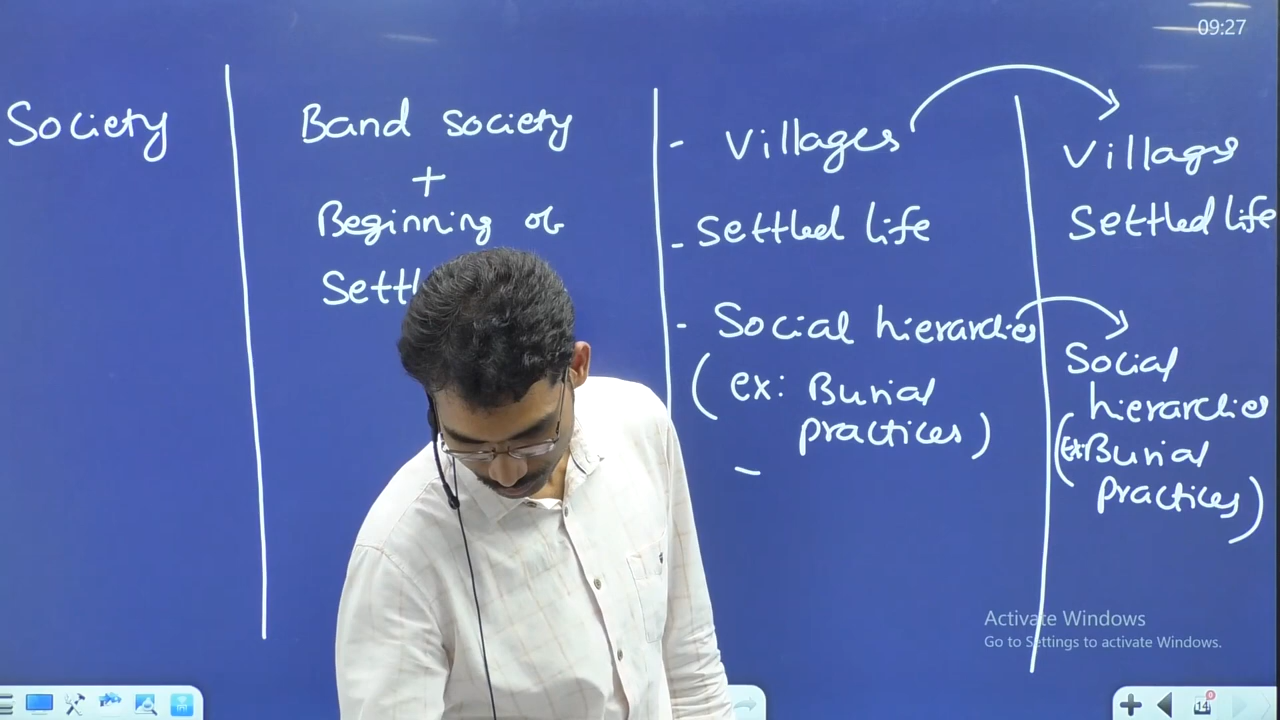 09:27
Society
Band society
+
Beginning of
- Villages
- Settled life
- Social hierarchies
(ex: Burial
practices)
-
Villages
Settled life
Social
hierarchies
(Ex: Burial
practices)
Activate Windows
Go to Settings to activate Windows.
14